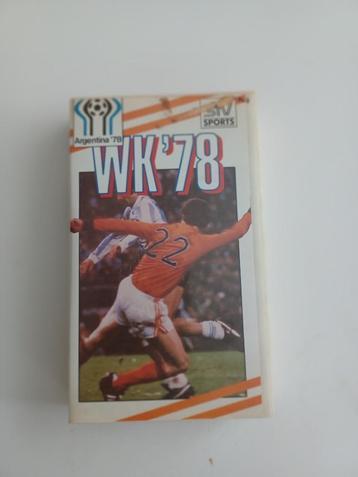 Argentina '78
STV
SPORTS
WK'78
22